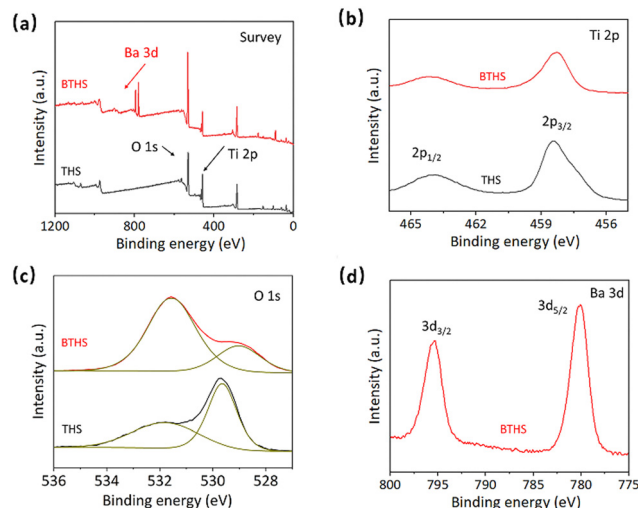 (a)
Survey
Ba 3d
BTHS
O 1s
Ti 2p
THS
Intensity (a.u.)
1200 900 600 300 0
Binding energy (eV)
(b)
Ti 2p
BTHS
2p3/2
2p1/2
THS
Intensity (a.u.)
465 462 459 456
Binding energy (eV)
(c)
O 1s
BTHS
THS
Intensity (a.u.)
536 534 532 530 528
Binding energy (eV)
(d)
Ba 3d
3d5/2
3d3/2
BTHS
Intensity (a.u.)
800 795 790 785 780 775
Binding energy (eV)